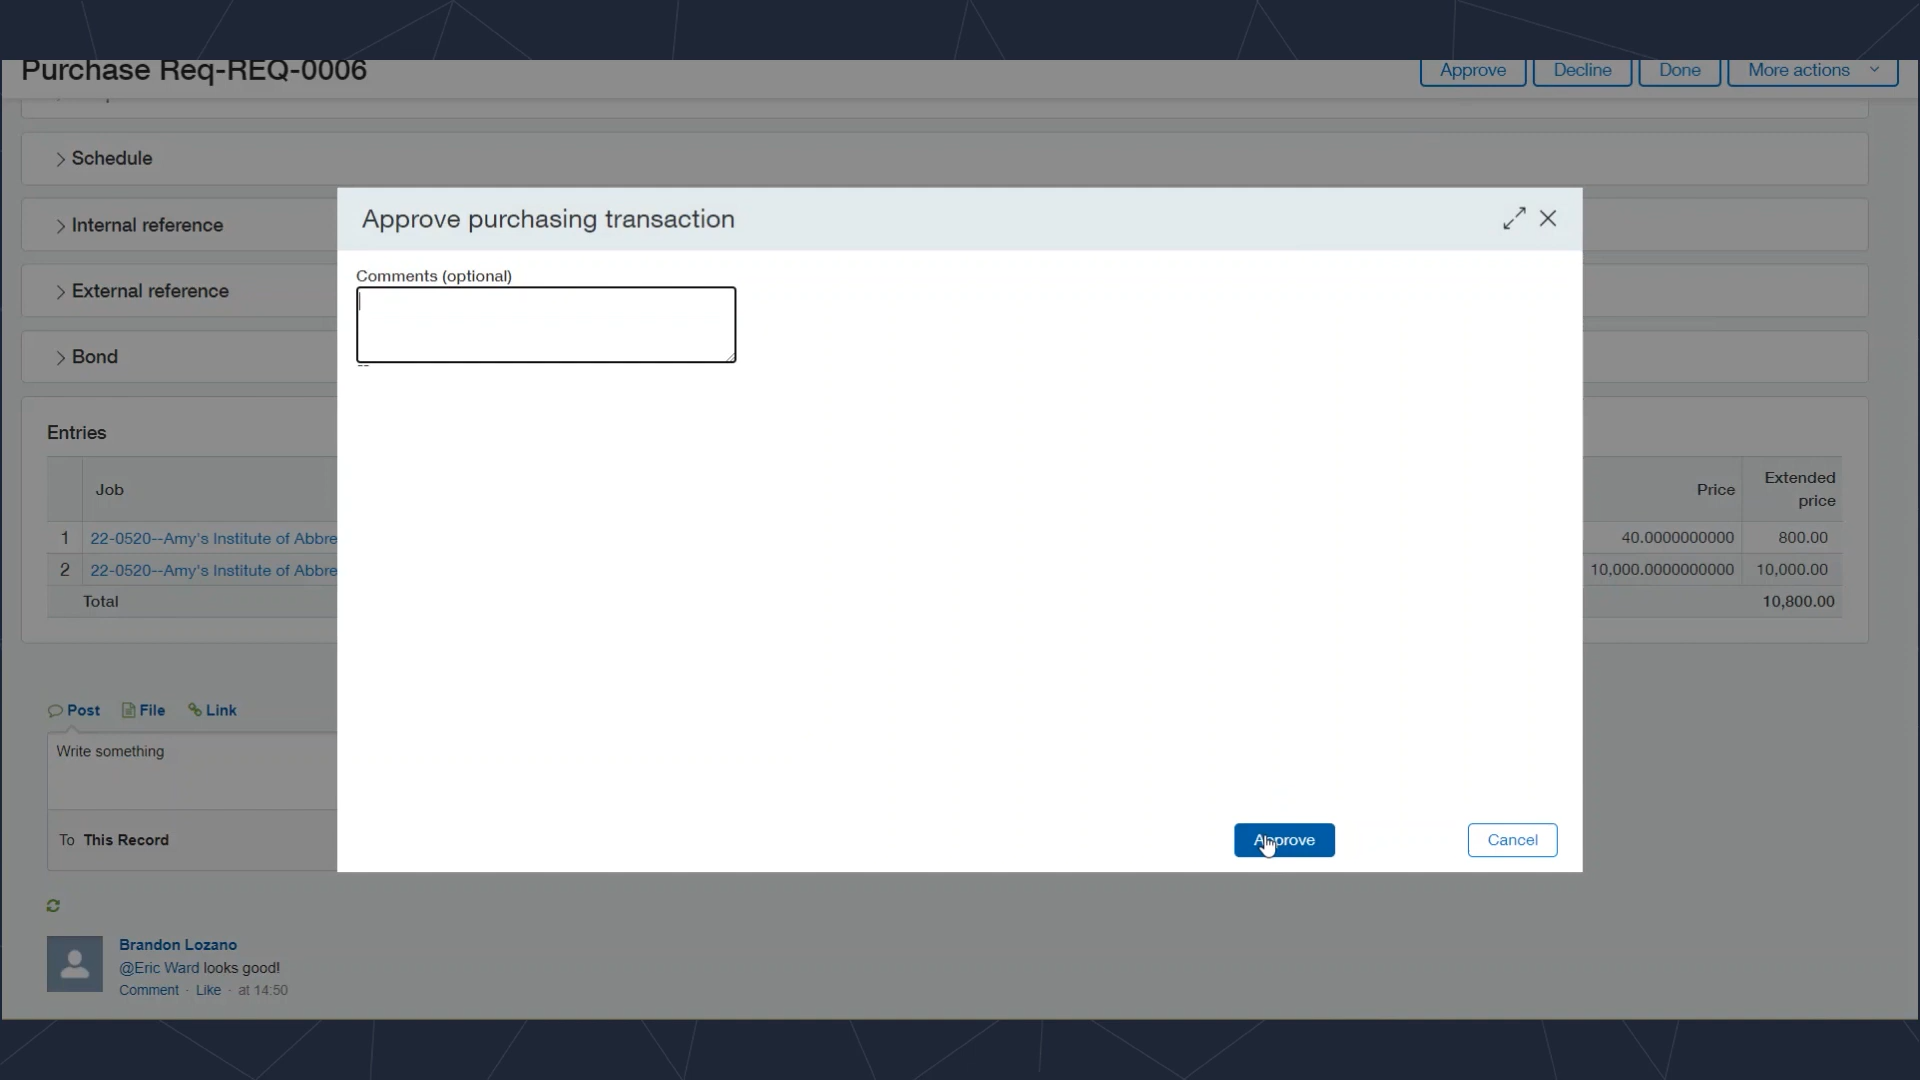 Purchase Req-REQ-0006
Approve Decline Done More actions
Schedule
Internal reference
External reference
Bond
Approve purchasing transaction
Comments (optional)
--
Approve Cancel
Entries
Job Price Extended price
1 22-0520--Amy's Institute of Abbre 40.0000000000 800.00
2 22-0520--Amy's Institute of Abbre 10,000.0000000000 10,000.00
Total 10,800.00
Post File Link
Write something
To This Record
Brandon Lozano
@Eric Ward looks good!
Comment - Like - at 14:50